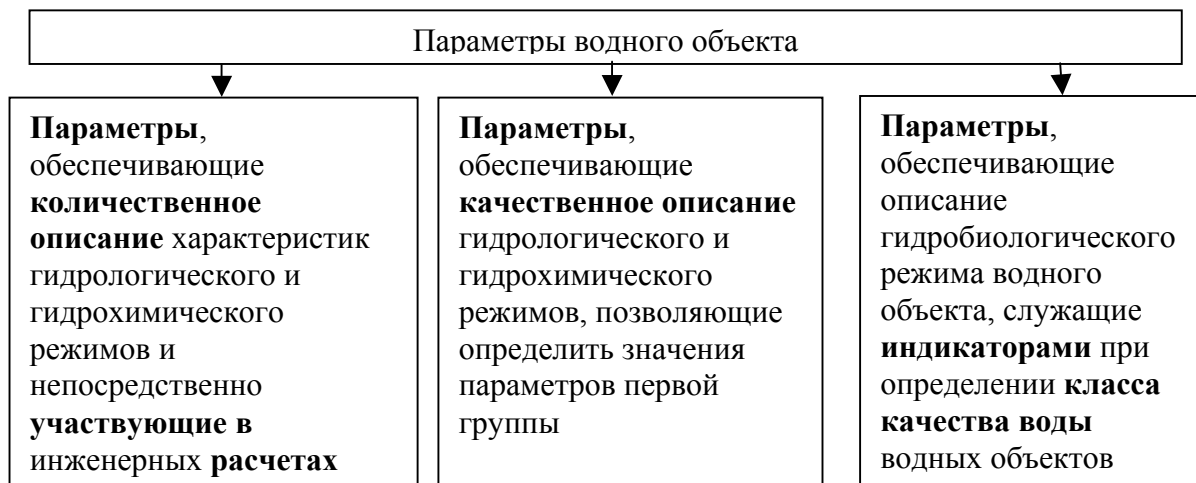 Параметры водного объекта
Параметры,
обеспечивающие
количественное
описание характеристик
гидрологического и
гидрохимического
режимов и
непосредственно
участвующие в
инженерных расчетах
Параметры,
обеспечивающие
качественное описание
гидрологического и
гидрохимического
режимов, позволяющие
определить значения
параметров первой
группы
Параметры,
обеспечивающие
описание
гидробиологического
режима водного
объекта, служащие
индикаторами при
определении класса
качества воды
водных объектов